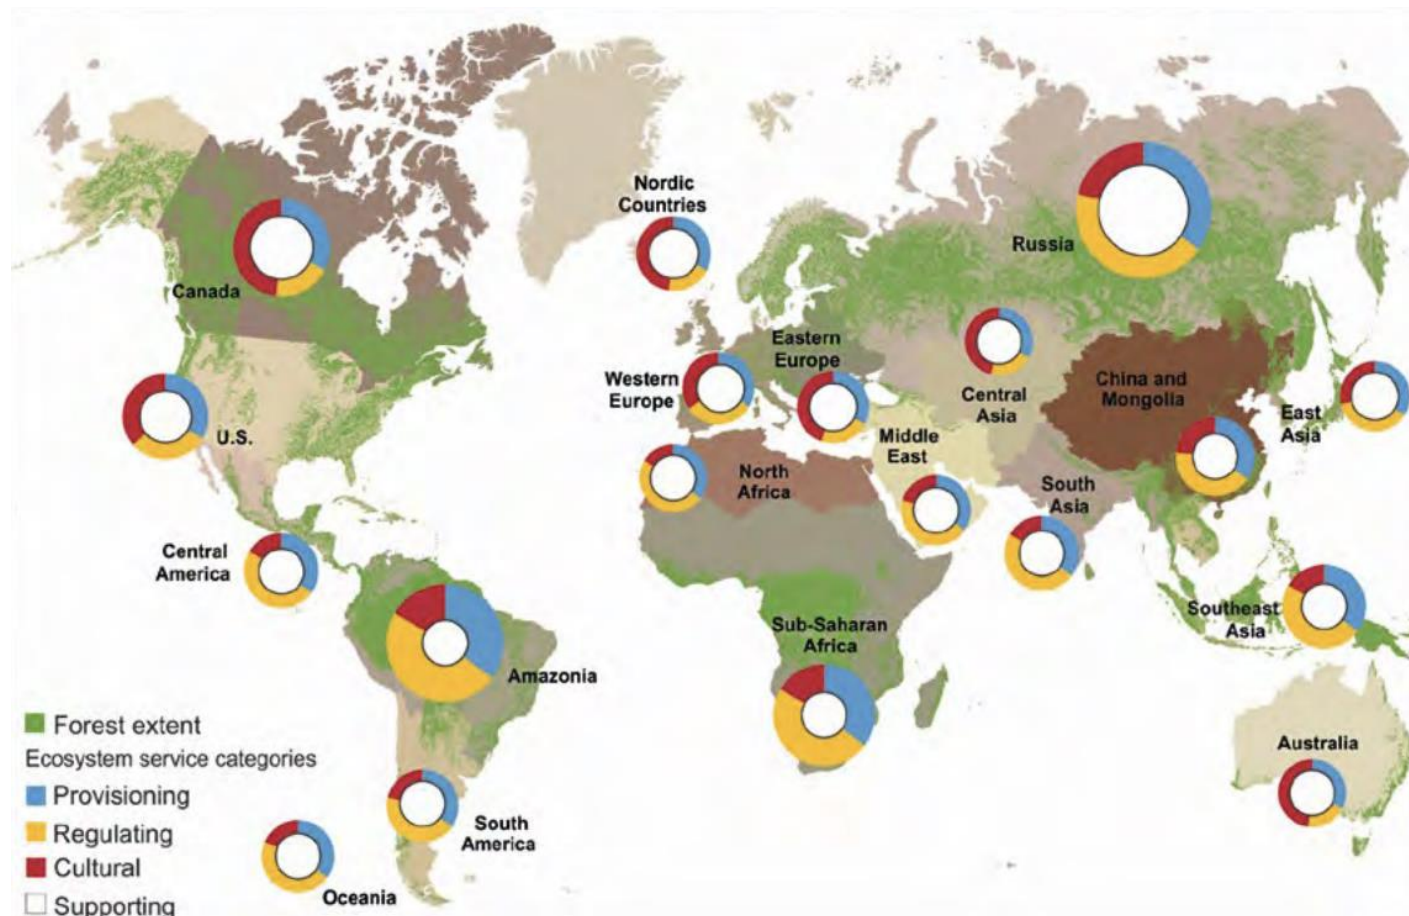 Nordic
Countries
Russia
Canada
Eastern
Europe
Western
Europe
Central
Asia
China and
Mongolia
East
Asia
U.S.
Middle
East
North
Africa
South
Asia
Central
America
Southeast
Asia
Sub-Saharan
Africa
Amazonia
Australia
South
America
Oceania
Forest extent
Ecosystem service categories
Provisioning
Regulating
Cultural
Supporting